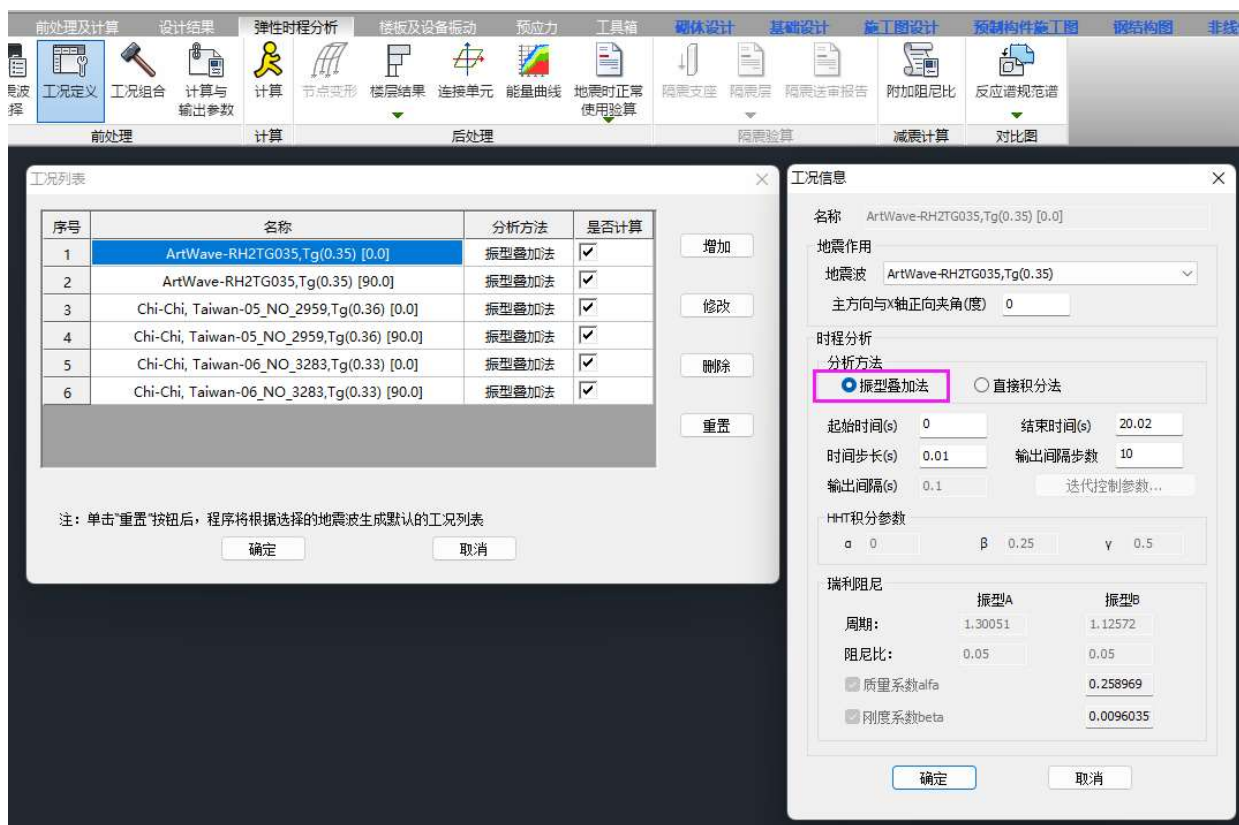 前处理及计算 设计结果 弹性时程分析 楼板及设备振动 预应力 工具箱 砌体设计 基础设计 施工图设计 预制构件施工图 钢结构图 非线
震波 工况定义 工况组合 计算与 计算 节点变形 楼层结果 连接单元 能量曲线 地震时正常 隔震支座 隔震层 隔震送审报告 附加阻尼比 反应谱规范谱
择 输出参数 使用验算
前处理 计算 后处理 隔震验算 减震计算 对比图
工况列表
序号 名称 分析方法 是否计算
1 ArtWave-RH2TG035,Tg(0.35) [0.0] 振型叠加法
2 ArtWave-RH2TG035,Tg(0.35) [90.0] 振型叠加法
3 Chi-Chi, Taiwan-05_NO_2959,Tg(0.36) [0.0] 振型叠加法
4 Chi-Chi, Taiwan-05_NO_2959,Tg(0.36) [90.0] 振型叠加法
5 Chi-Chi, Taiwan-06_NO_3283,Tg(0.33) [0.0] 振型叠加法
6 Chi-Chi, Taiwan-06_NO_3283,Tg(0.33) [90.0] 振型叠加法
增加
修改
删除
重置
注：单击"重置"按钮后，程序将根据选择的地震波生成默认的工况列表
确定 取消
工况信息
名称 ArtWave-RH2TG035,Tg(0.35) [0.0]
地震作用
地震波 ArtWave-RH2TG035,Tg(0.35)
主方向与X轴正向夹角(度) 0
时程分析
分析方法
振型叠加法 直接积分法
起始时间(s) 0 结束时间(s) 20.02
时间步长(s) 0.01 输出间隔步数 10
输出间隔(s) 0.1 迭代控制参数...
HHT积分参数
α 0 β 0.25 γ 0.5
瑞利阻尼
振型A 振型B
周期： 1.30051 1.12572
阻尼比： 0.05 0.05
质量系数alfa 0.258969
刚度系数beta 0.0096035
确定 取消